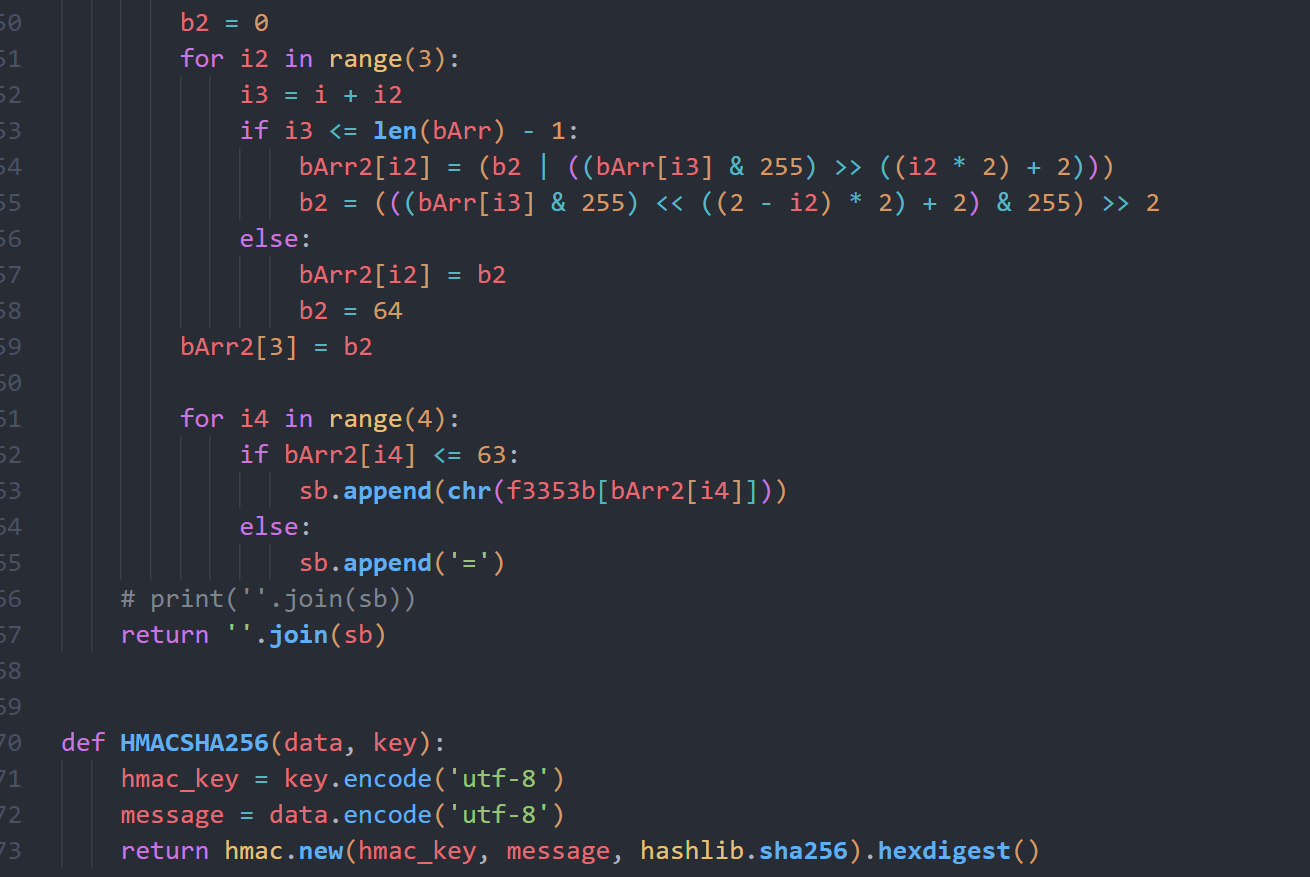 50 b2 = 0
51 for i2 in range(3):
52 i3 = i + i2
53 if i3 <= len(bArr) - 1:
54 bArr2[i2] = (b2 | ((bArr[i3] & 255) >> ((i2 * 2) + 2)))
55 b2 = (((bArr[i3] & 255) << ((2 - i2) * 2) + 2) & 255) >> 2
56 else:
57 bArr2[i2] = b2
58 b2 = 64
59 bArr2[3] = b2
60
61 for i4 in range(4):
62 if bArr2[i4] <= 63:
63 sb.append(chr(f3353b[bArr2[i4]]))
64 else:
65 sb.append('=')
66 # print(''.join(sb))
67 return ''.join(sb)
68
69
70 def HMACSHA256(data, key):
71 hmac_key = key.encode('utf-8')
72 message = data.encode('utf-8')
73 return hmac.new(hmac_key, message, hashlib.sha256).hexdigest()